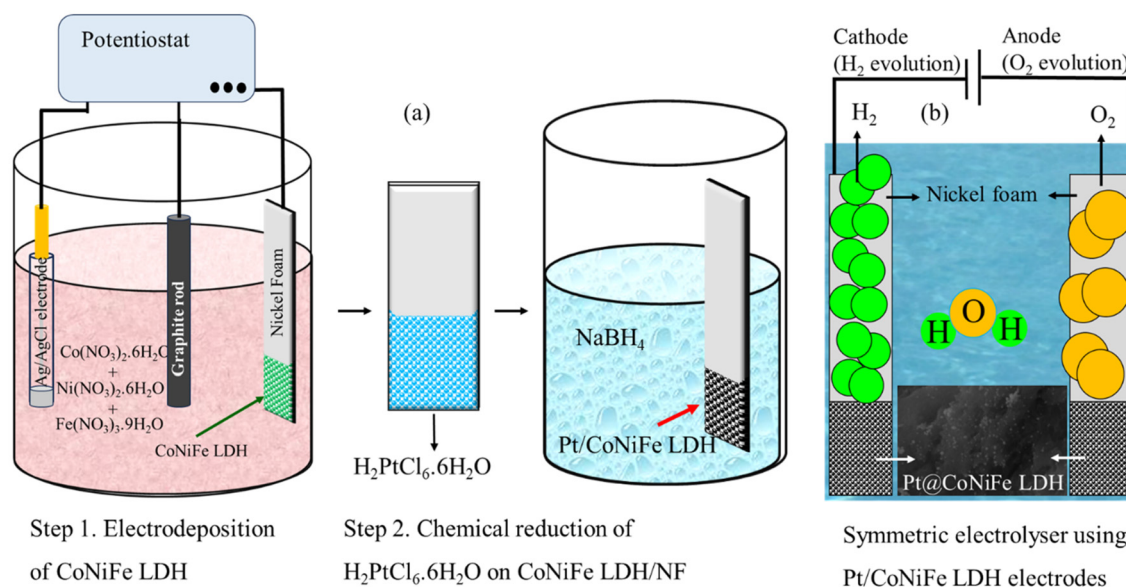 Potentiostat
(a)
Ag/AgCl electrode
Graphite rod
Nickel Foam
Co(NO₃)₂.6H₂O
+
Ni(NO₃)₂.6H₂O
+
Fe(NO₃)₃.9H₂O
CoNiFe LDH
H₂PtCl₆.6H₂O
NaBH₄
Pt/CoNiFe LDH
Step 1. Electrodeposition
of CoNiFe LDH
Step 2. Chemical reduction of
H₂PtCl₆.6H₂O on CoNiFe LDH/NF
Cathode
(H₂ evolution)
Anode
(O₂ evolution)
H₂
(b)
O₂
Nickel foam
H O H
Pt@CoNiFe LDH
Symmetric electrolyser using
Pt/CoNiFe LDH electrodes